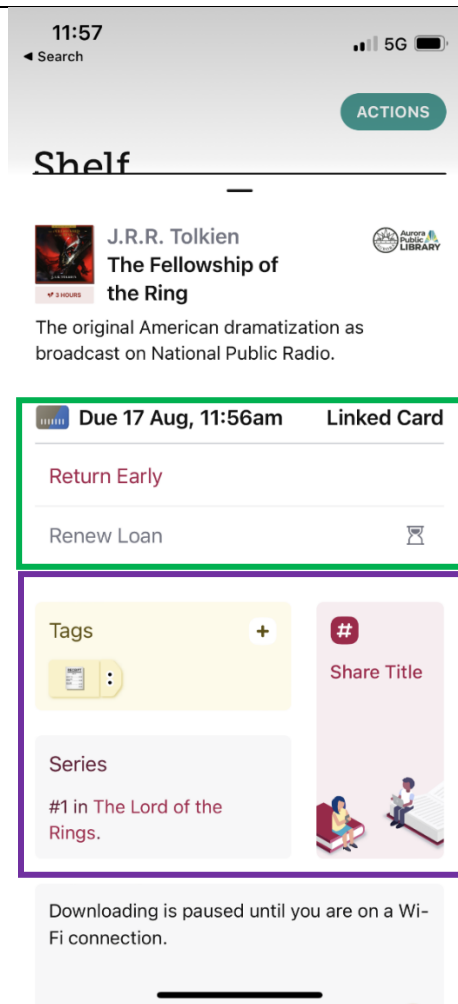 11:57
5G
◄ Search
ACTIONS
Shelf
J.R.R. Tolkien
The Fellowship of
the Ring
Aurora
Public
LIBRARY
3 HOURS
The original American dramatization as
broadcast on National Public Radio.
Due 17 Aug, 11:56am
Linked Card
Return Early
Renew Loan
Tags
+
#
Share Title
Series
#1 in The Lord of the
Rings.
Downloading is paused until you are on a Wi-
Fi connection.